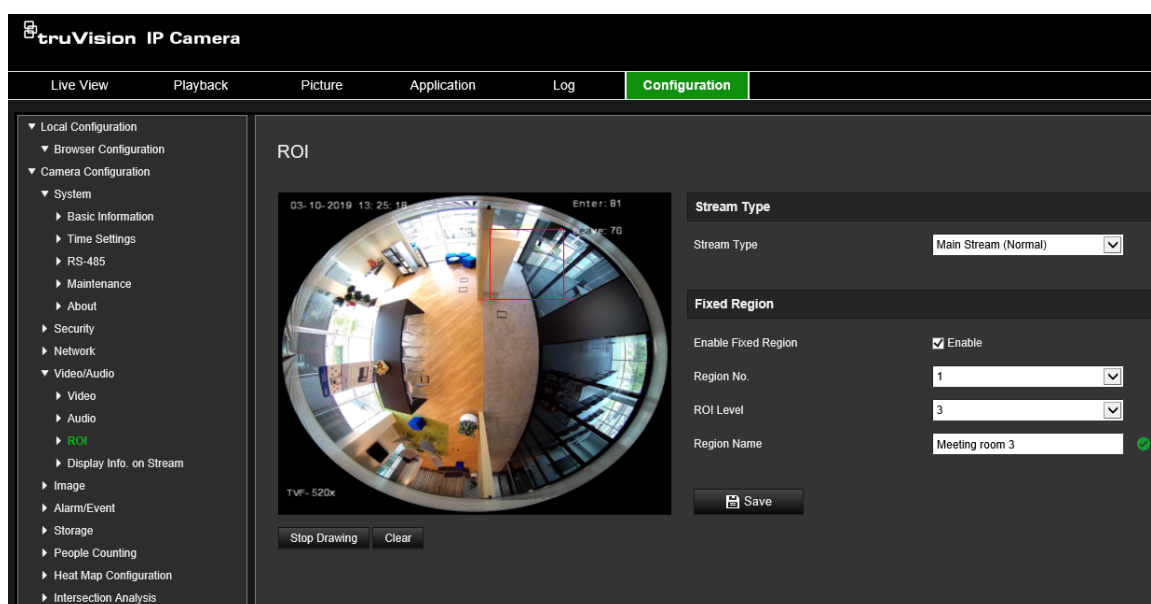 truVision IP Camera
Live View Playback Picture Application Log Configuration
Local Configuration
Browser Configuration
Camera Configuration
System
Basic Information
Time Settings
RS-485
Maintenance
About
Security
Network
Video/Audio
Video
Audio
ROI
Display Info. on Stream
Image
Alarm/Event
Storage
People Counting
Heat Map Configuration
Intersection Analysis
ROI
03-10-2019 13:25:18 Enter: 81
Leave: 76
TVF-520x
Stop Drawing Clear
Stream Type
Stream Type Main Stream (Normal)
Fixed Region
Enable Fixed Region Enable
Region No. 1
ROI Level 3
Region Name Meeting room 3
Save